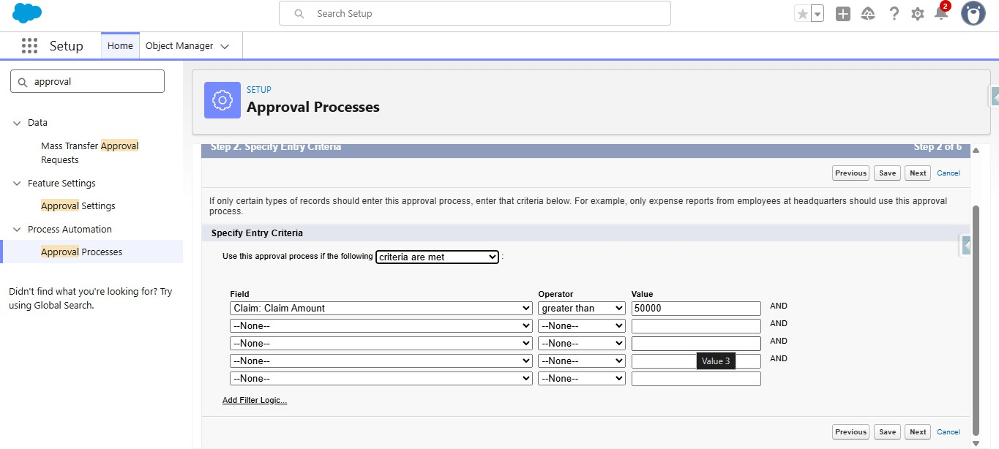 Search Setup
2
Setup
Home
Object Manager
approval
Data
Mass Transfer Approval
Requests
Feature Settings
Approval Settings
Process Automation
Approval Processes
Didn't find what you're looking for? Try
using Global Search.
SETUP
Approval Processes
Step 2. Specify Entry Criteria
Step 2 of 6
Previous Save Next Cancel
If only certain types of records should enter this approval process, enter that criteria below. For example, only expense reports from employees at headquarters should use this approval
process.
Specify Entry Criteria
Use this approval process if the following criteria are met :
Field Operator Value
Claim: Claim Amount greater than 50000 AND
--None-- --None-- AND
--None-- --None-- AND
--None-- --None-- Value 3 AND
--None-- --None--
Add Filter Logic...
Previous Save Next Cancel